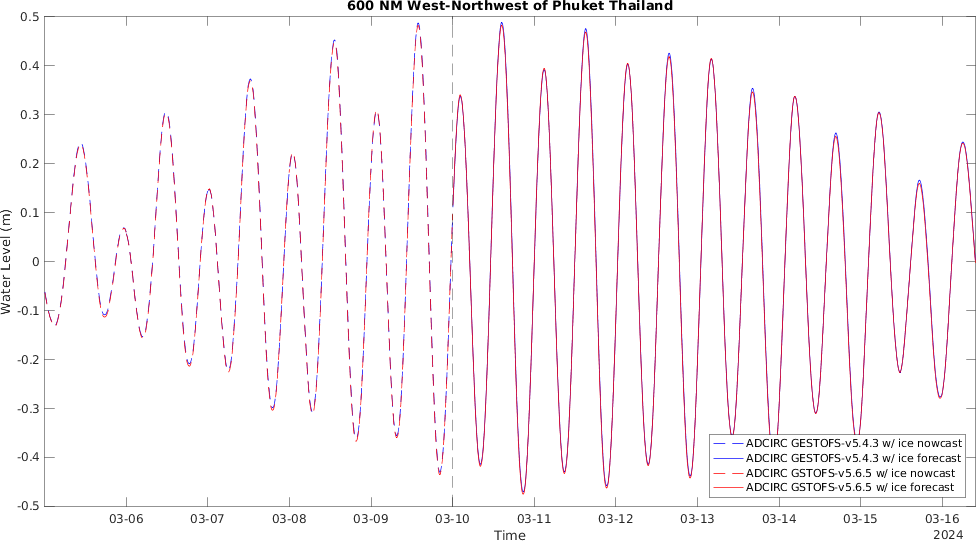 600 NM West-Northwest of Phuket Thailand
0.5
0.4
0.3
0.2
0.1
0
-0.1
-0.2
-0.3
-0.4
-0.5
Water Level (m)
ADCIRC GESTOFS-v5.4.3 w/ ice nowcast
ADCIRC GESTOFS-v5.4.3 w/ ice forecast
ADCIRC GSTOFS-v5.6.5 w/ ice nowcast
ADCIRC GSTOFS-v5.6.5 w/ ice forecast
03-06 03-07 03-08 03-09 03-10 03-11 03-12 03-13 03-14 03-15 03-16
Time
2024